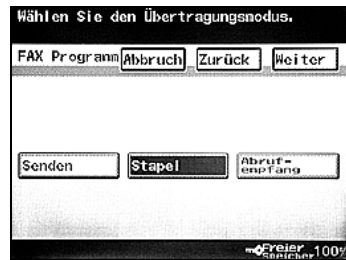 Wählen Sie den Übertragungsmodus.
FAX Programm Abbruch Zurück Weiter
Senden Stapel Abruf-
empfang
Freier
Speicher 100%